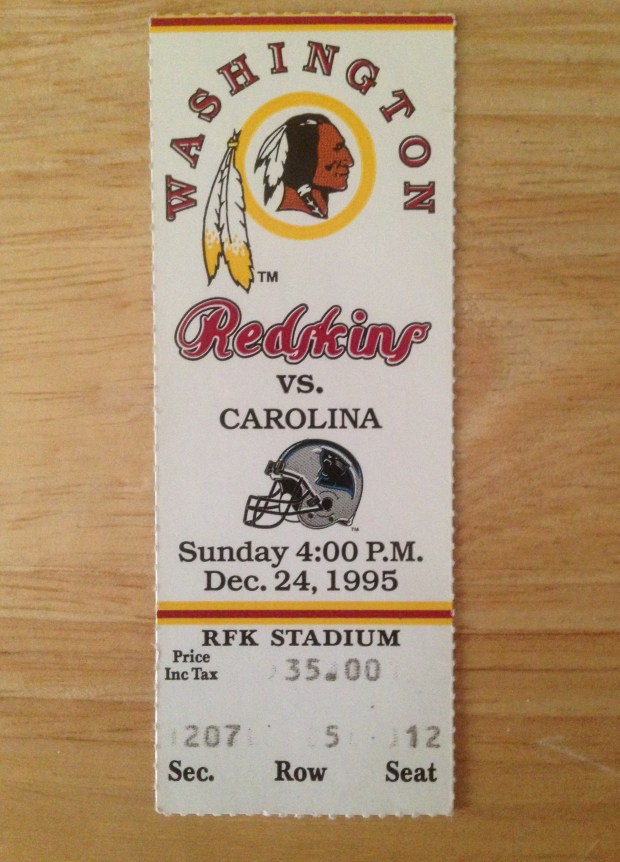 WASHINGTON
TM
Redskins
VS.
CAROLINA
TM
Sunday 4:00 P.M.
Dec. 24, 1995
RFK STADIUM
Price
Inc Tax
35.00
207 5 12
Sec. Row Seat